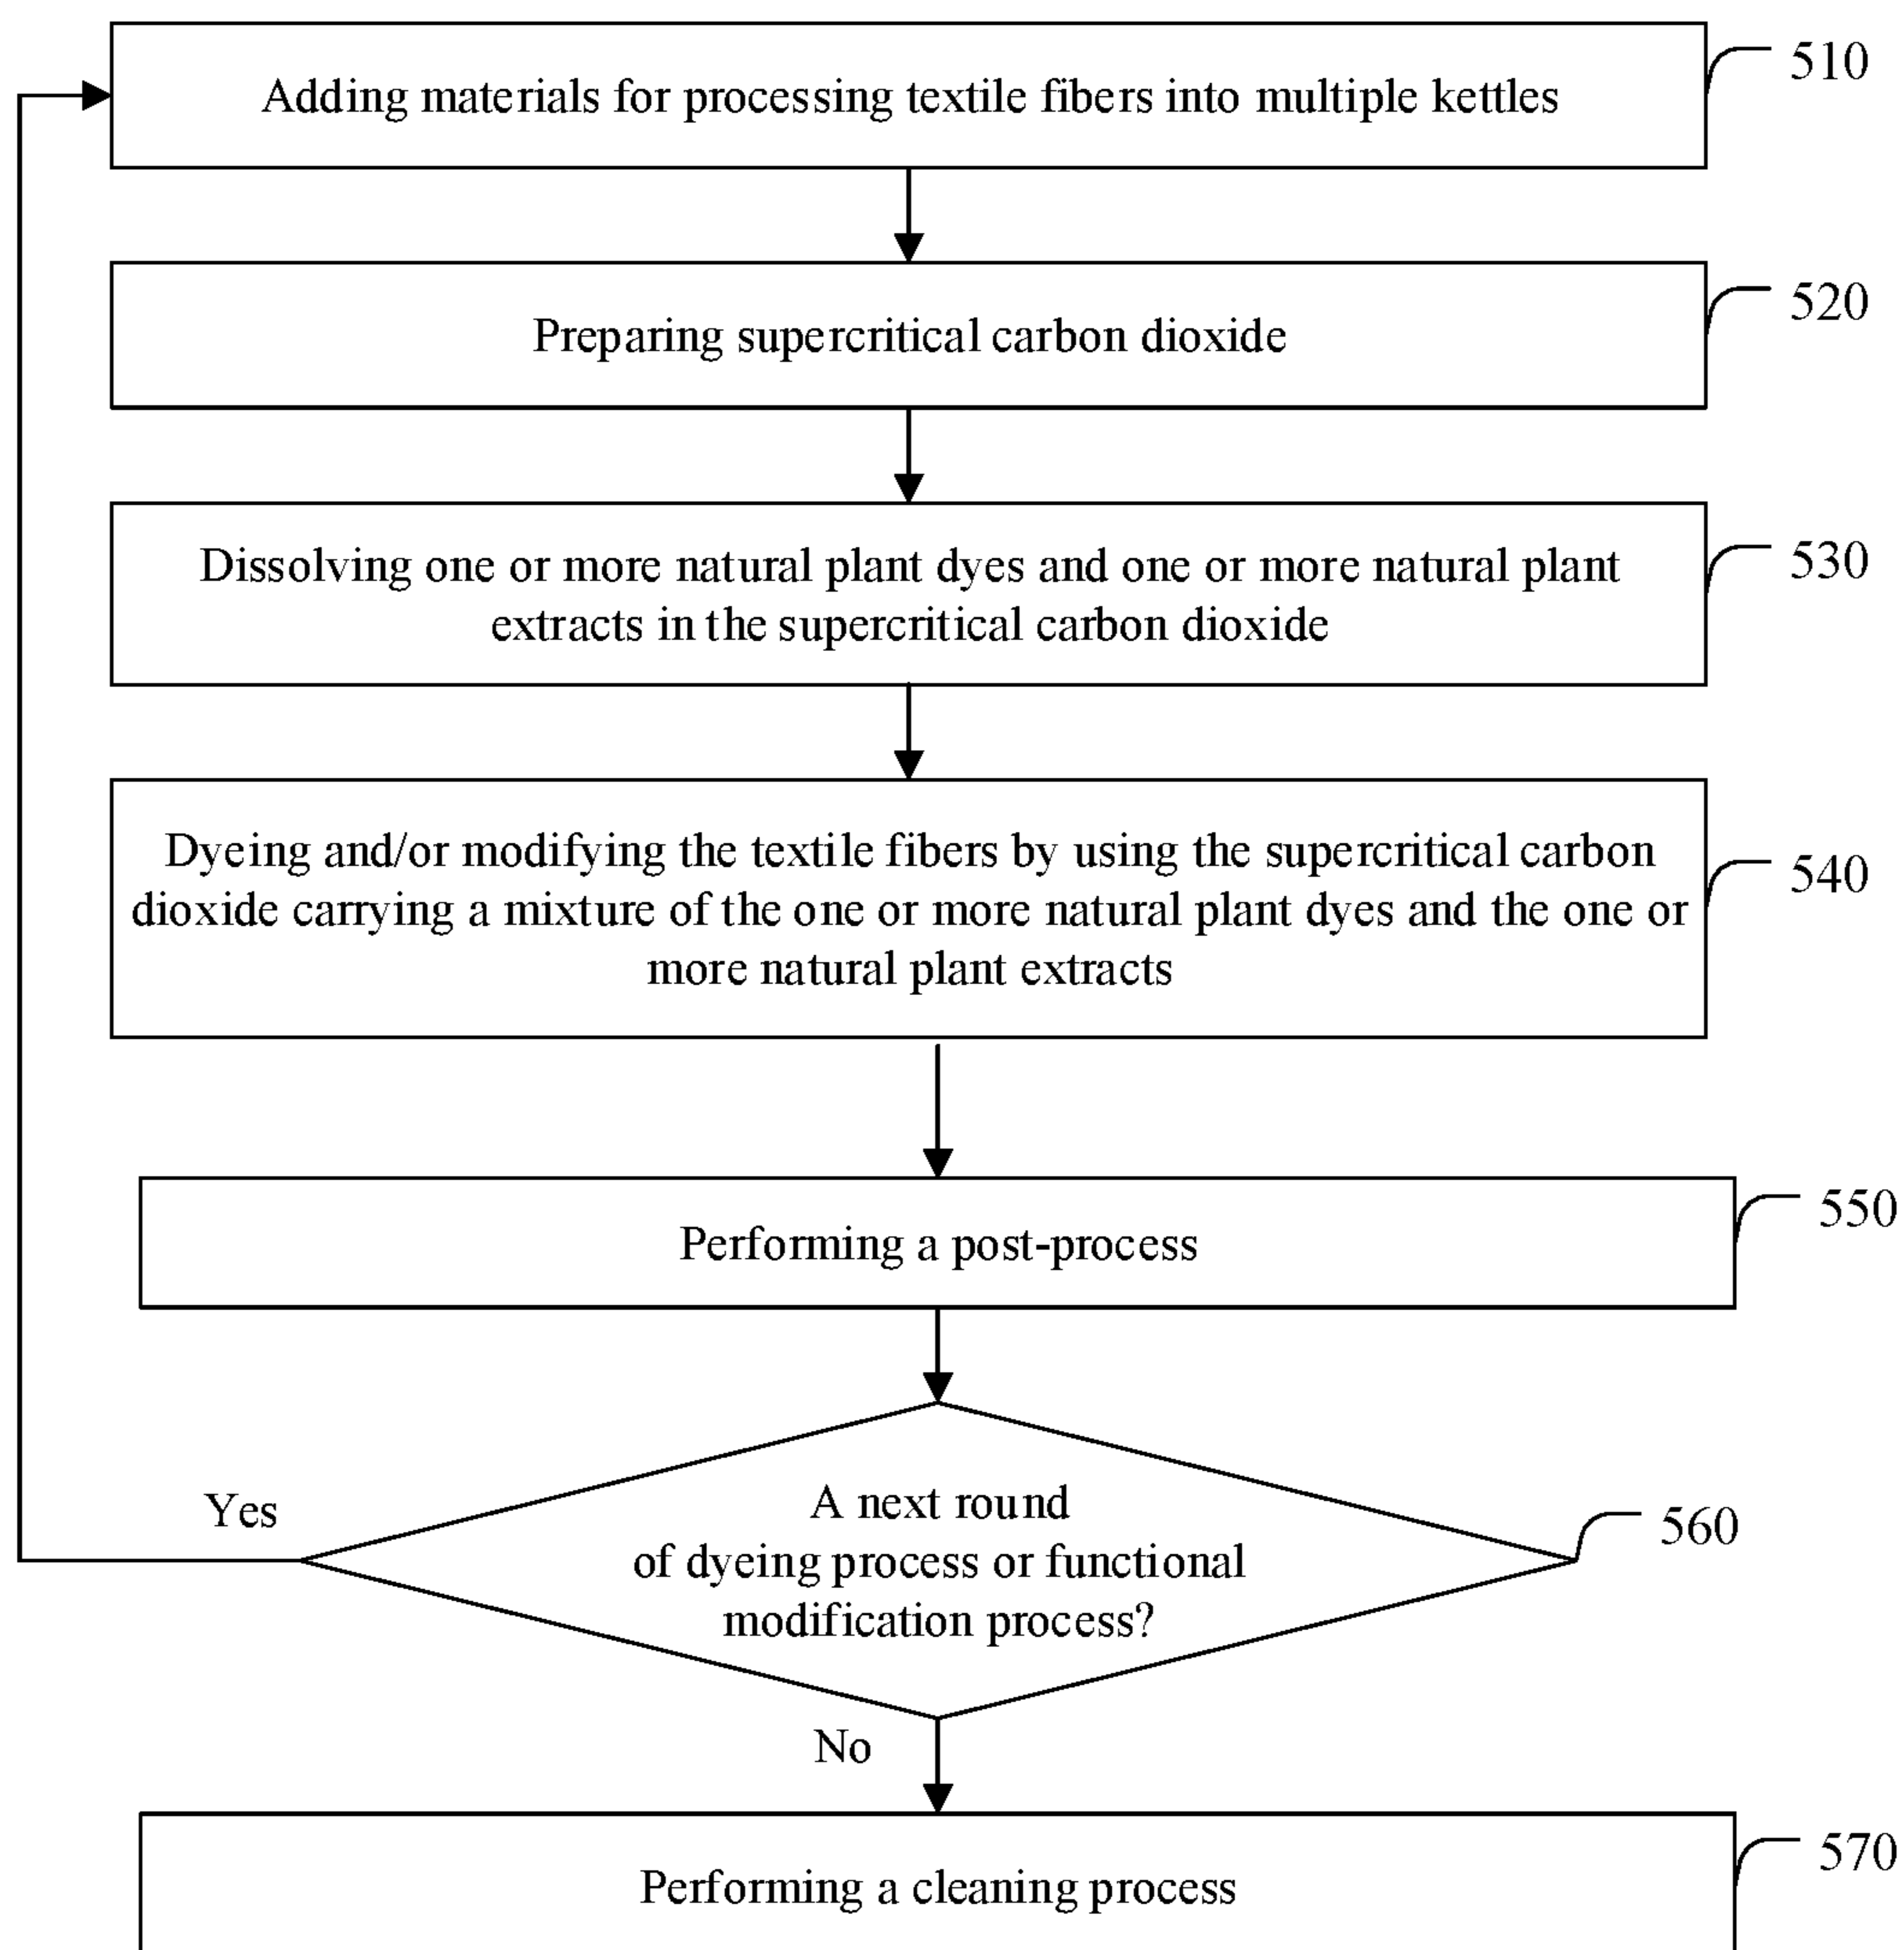 Adding materials for processing textile fibers into multiple kettles
510
Preparing supercritical carbon dioxide
520
Dissolving one or more natural plant dyes and one or more natural plant
extracts in the supercritical carbon dioxide
530
Dyeing and/or modifying the textile fibers by using the supercritical carbon
dioxide carrying a mixture of the one or more natural plant dyes and the one or
more natural plant extracts
540
Performing a post-process
550
Yes
A next round
of dyeing process or functional
modification process?
560
No
Performing a cleaning process
570